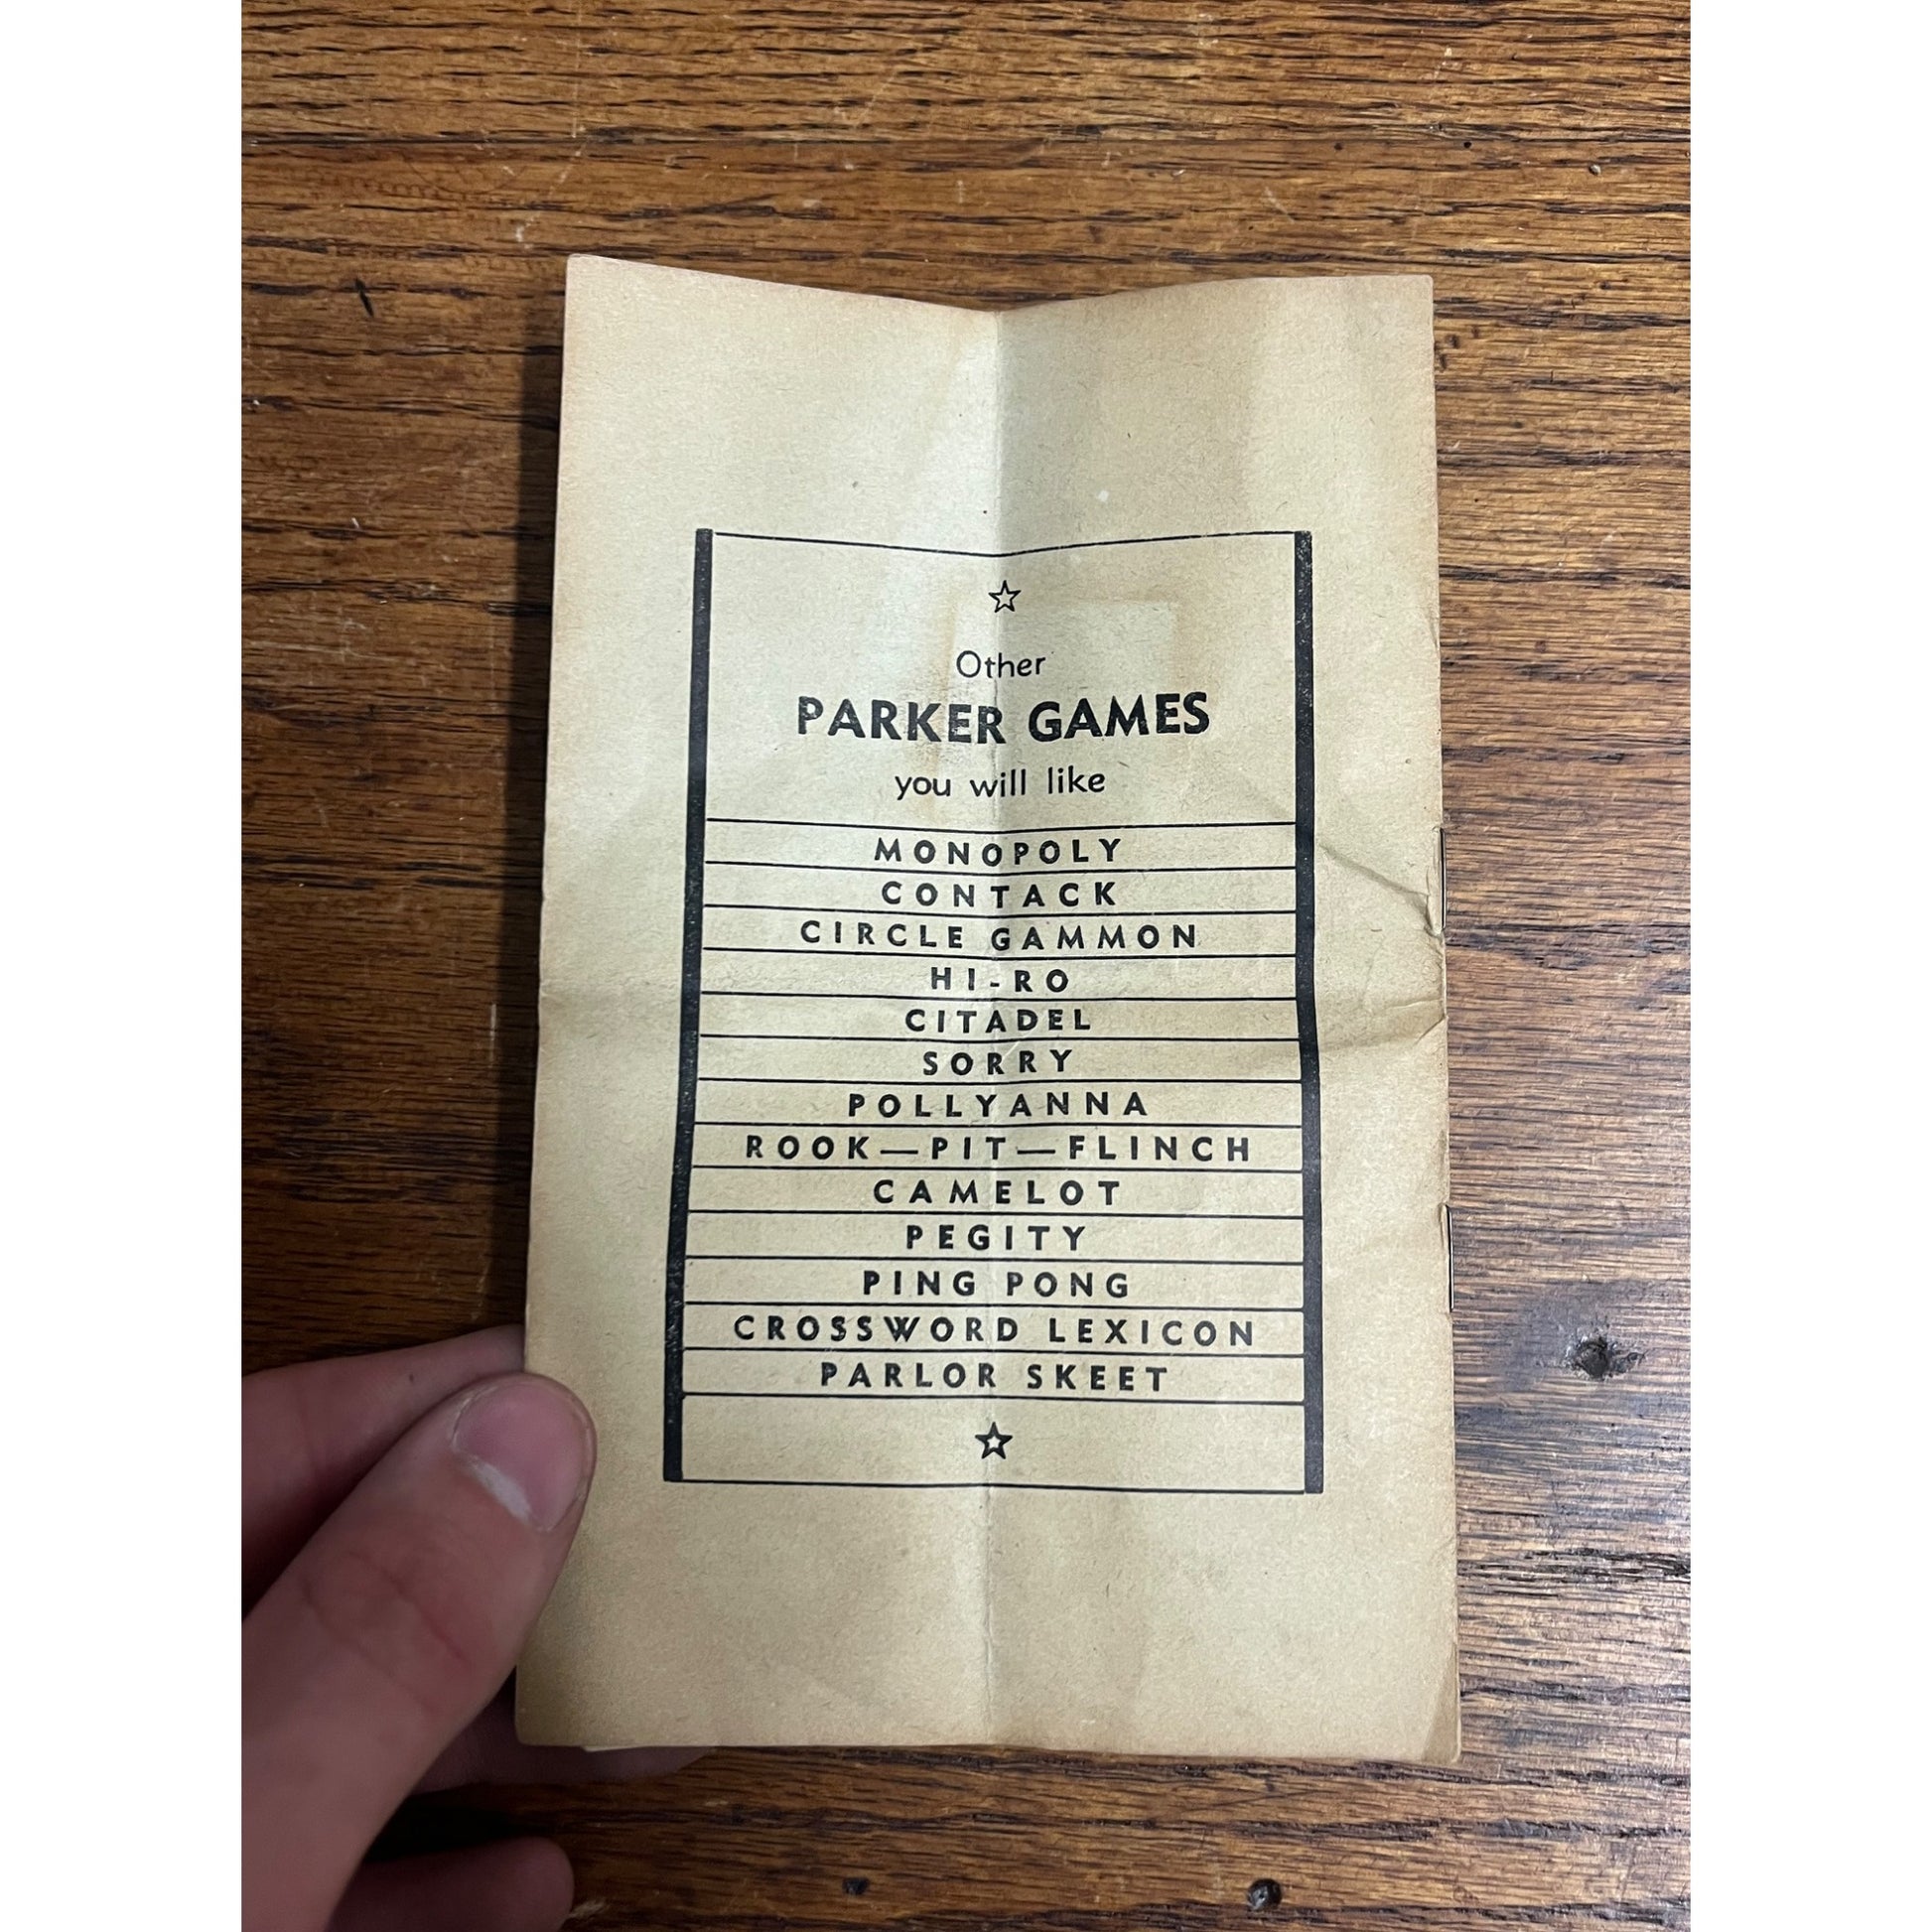 Other
PARKER GAMES
you will like
MONOPOLY
CONTACK
CIRCLE GAMMON
HI-RO
CITADEL
SORRY
POLLYANNA
ROOK—PIT—FLINCH
CAMELOT
PEGITY
PING PONG
CROSSWORD LEXICON
PARLOR SKEET